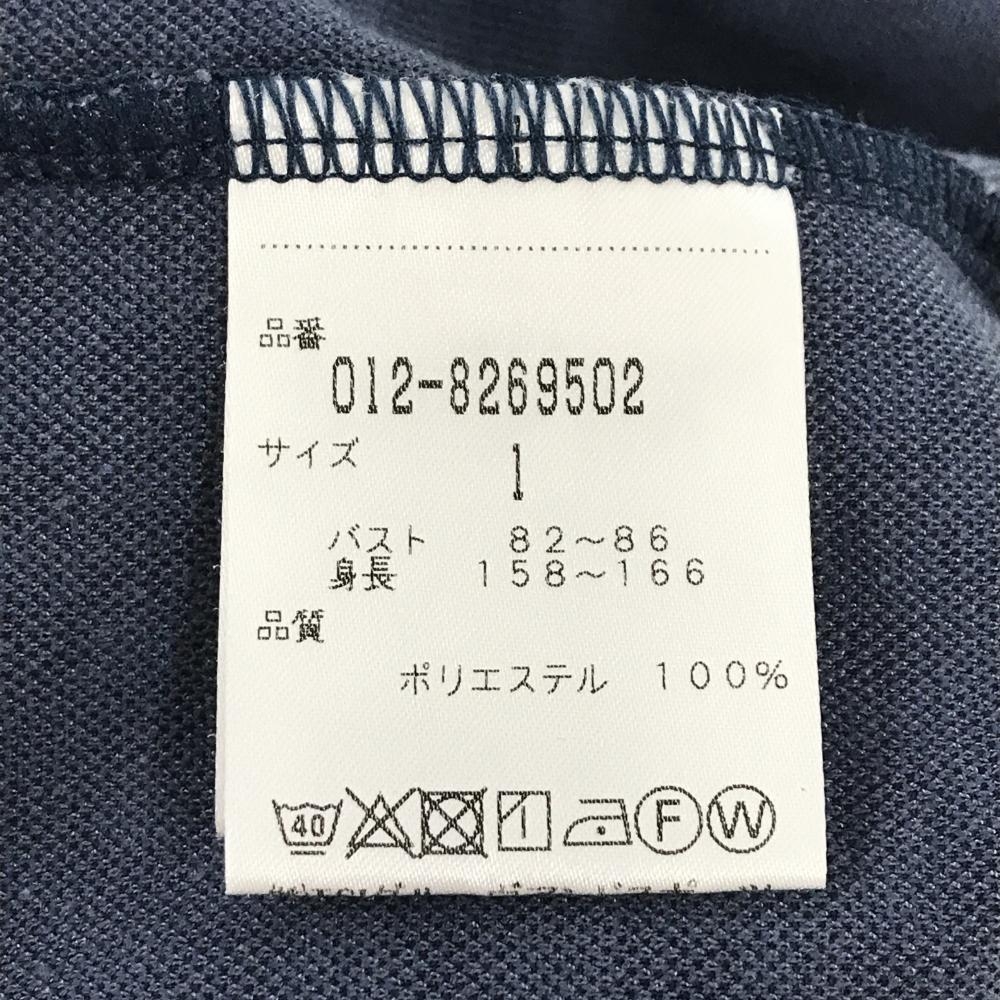 品番
012-8269502
サイズ
1
バスト 82～86
身長 158～166
品質
ポリエステル 100%
40 F W